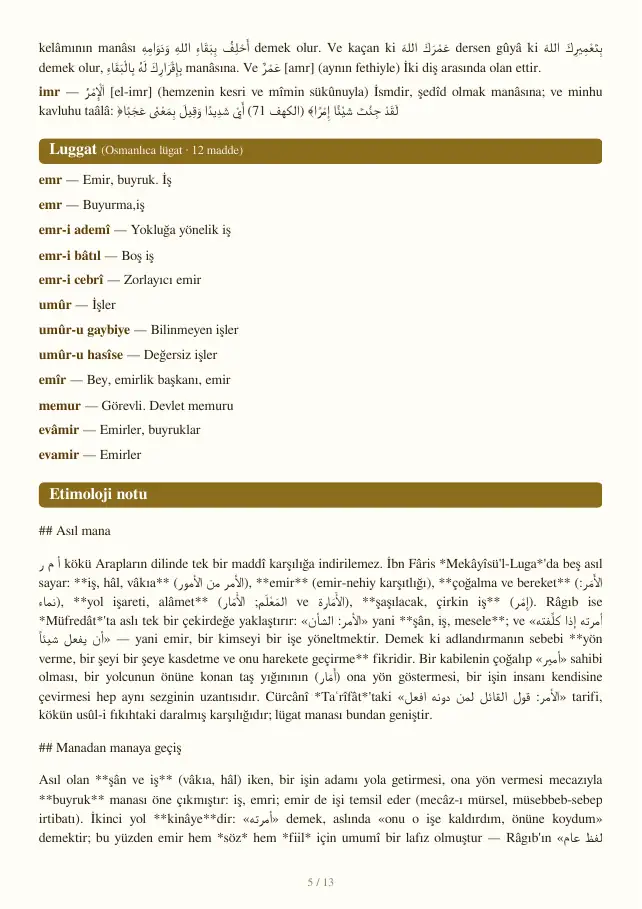 kelâmının manâsı أَحْلِفُ بِبَقَاءِ اللهِ وَدَوَامِهِ demek olur. Ve kaçan ki عَمْرَكَ اللهَ dersen gûyâ ki بِتَعْمِيرِكَ اللهَ
demek olur, بِإِقْرَارِكَ لَهُ بِالْبَقَاءِ manâsına. Ve عَمْرٌ [amr] (aynın fethiyle) İki diş arasında olan ettir.
imr — اَلْإِمْرُ [el-imr] (hemzenin kesri ve mîmin sükûnuyla) İsmdir, şedîd olmak manâsına; ve minhu
kavluhu taâlâ: ﴿لَقَدْ جِئْتَ شَيْئًا إِمْرًا﴾ (الكهف 71) أَيْ شَدِيدًا وَقِيلَ بِمَعْنَى عَجَبًا
Luggat (Osmanlıca lügat · 12 madde)
emr — Emir, buyruk. İş
emr — Buyurma,iş
emr-i ademî — Yokluğa yönelik iş
emr-i bâtıl — Boş iş
emr-i cebrî — Zorlayıcı emir
umûr — İşler
umûr-u gaybiye — Bilinmeyen işler
umûr-u hasîse — Değersiz işler
emîr — Bey, emirlik başkanı, emir
memur — Görevli. Devlet memuru
evâmir — Emirler, buyruklar
evamir — Emirler
Etimoloji notu
## Asıl mana
أ م ر kökü Arapların dilinde tek bir maddî karşılığa indirilemez. İbn Fâris *Mekâyîsü'l-Luga*'da beş asıl
sayar: **iş, hâl, vâkıa** (الأمر من الأمور), **emir** (emir-nehiy karşıtlığı), **çoğalma ve bereket** (الأمَر:
نماء), **yol işareti, alâmet** (المَعْلَم; الأمَار ve الأمَارة), **şaşılacak, çirkin iş** (إمْر). Râgıb ise
*Müfredât*'ta aslı tek bir çekirdeğe yaklaştırır: «الأمر: الشأن» yani **şân, iş, mesele**; ve «أمرته إذا كلّفته
أن يفعل شيئاً» — yani emir, bir kimseyi bir işe yöneltmektir. Demek ki adlandırmanın sebebi **yön
verme, bir şeyi bir şeye kasdetme ve onu harekete geçirme** fikridir. Bir kabilenin çoğalıp «أمير» sahibi
olması, bir yolcunun önüne konan taş yığınının (أمَار) ona yön göstermesi, bir işin insanı kendisine
çevirmesi hep aynı sezginin uzantısıdır. Cürcânî *Taʿrîfât*'taki «الأمر: قول القائل لمن دونه افعل» tarifi,
kökün usûl-i fıkıhtaki daralmış karşılığıdır; lügat manası bundan geniştir.
## Manadan manaya geçiş
Asıl olan **şân ve iş** (vâkıa, hâl) iken, bir işin adamı yola getirmesi, ona yön vermesi mecazıyla
**buyruk** manası öne çıkmıştır: iş, emri; emir de işi temsil eder (mecâz-ı mürsel, müsebbeb-sebep
irtibatı). İkinci yol **kinâye**dir: «أمرته» demek, aslında «onu o işe kaldırdım, önüne koydum»
demektir; bu yüzden emir hem *söz* hem *fiil* için umumî bir lafız olmuştur — Râgıb'ın «لفظ عام
5 / 13